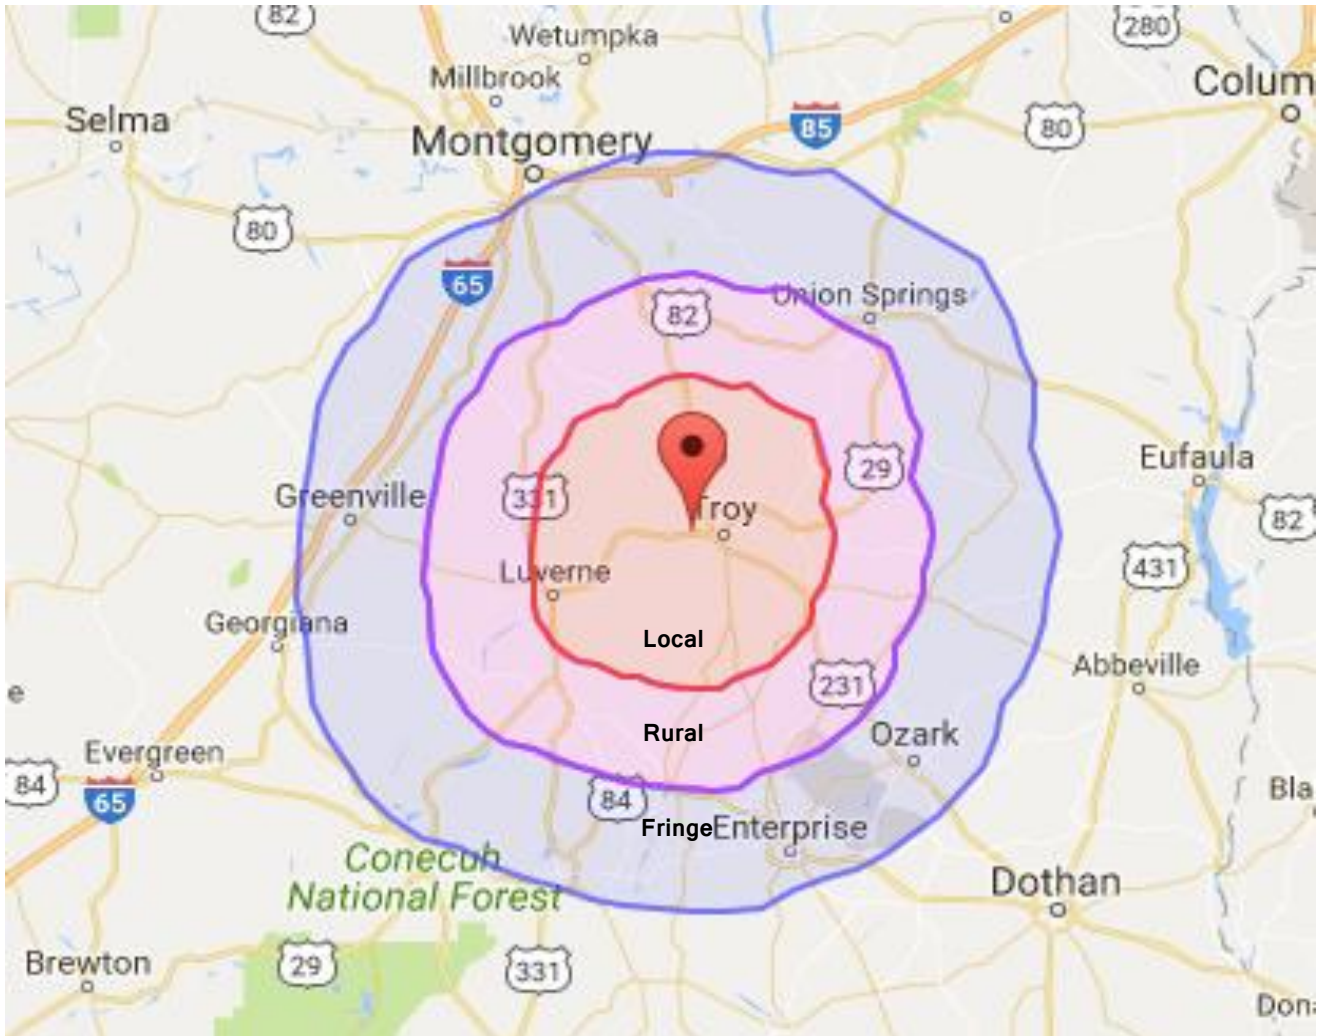 82
Wetumpka
280
Millbrook
Colum
Selma
85
80
Montgomery
80
65
Union Springs
82
Eufaula
29
Greenville
331
Troy
82
431
Luverne
Georgiana
Local
Abbeville
231
e
Rural
Ozark
Evergreen
84
65
84
Bla
Fringe
Enterprise
Conecuh
National Forest
Dothan
Brewton
29
331
Don